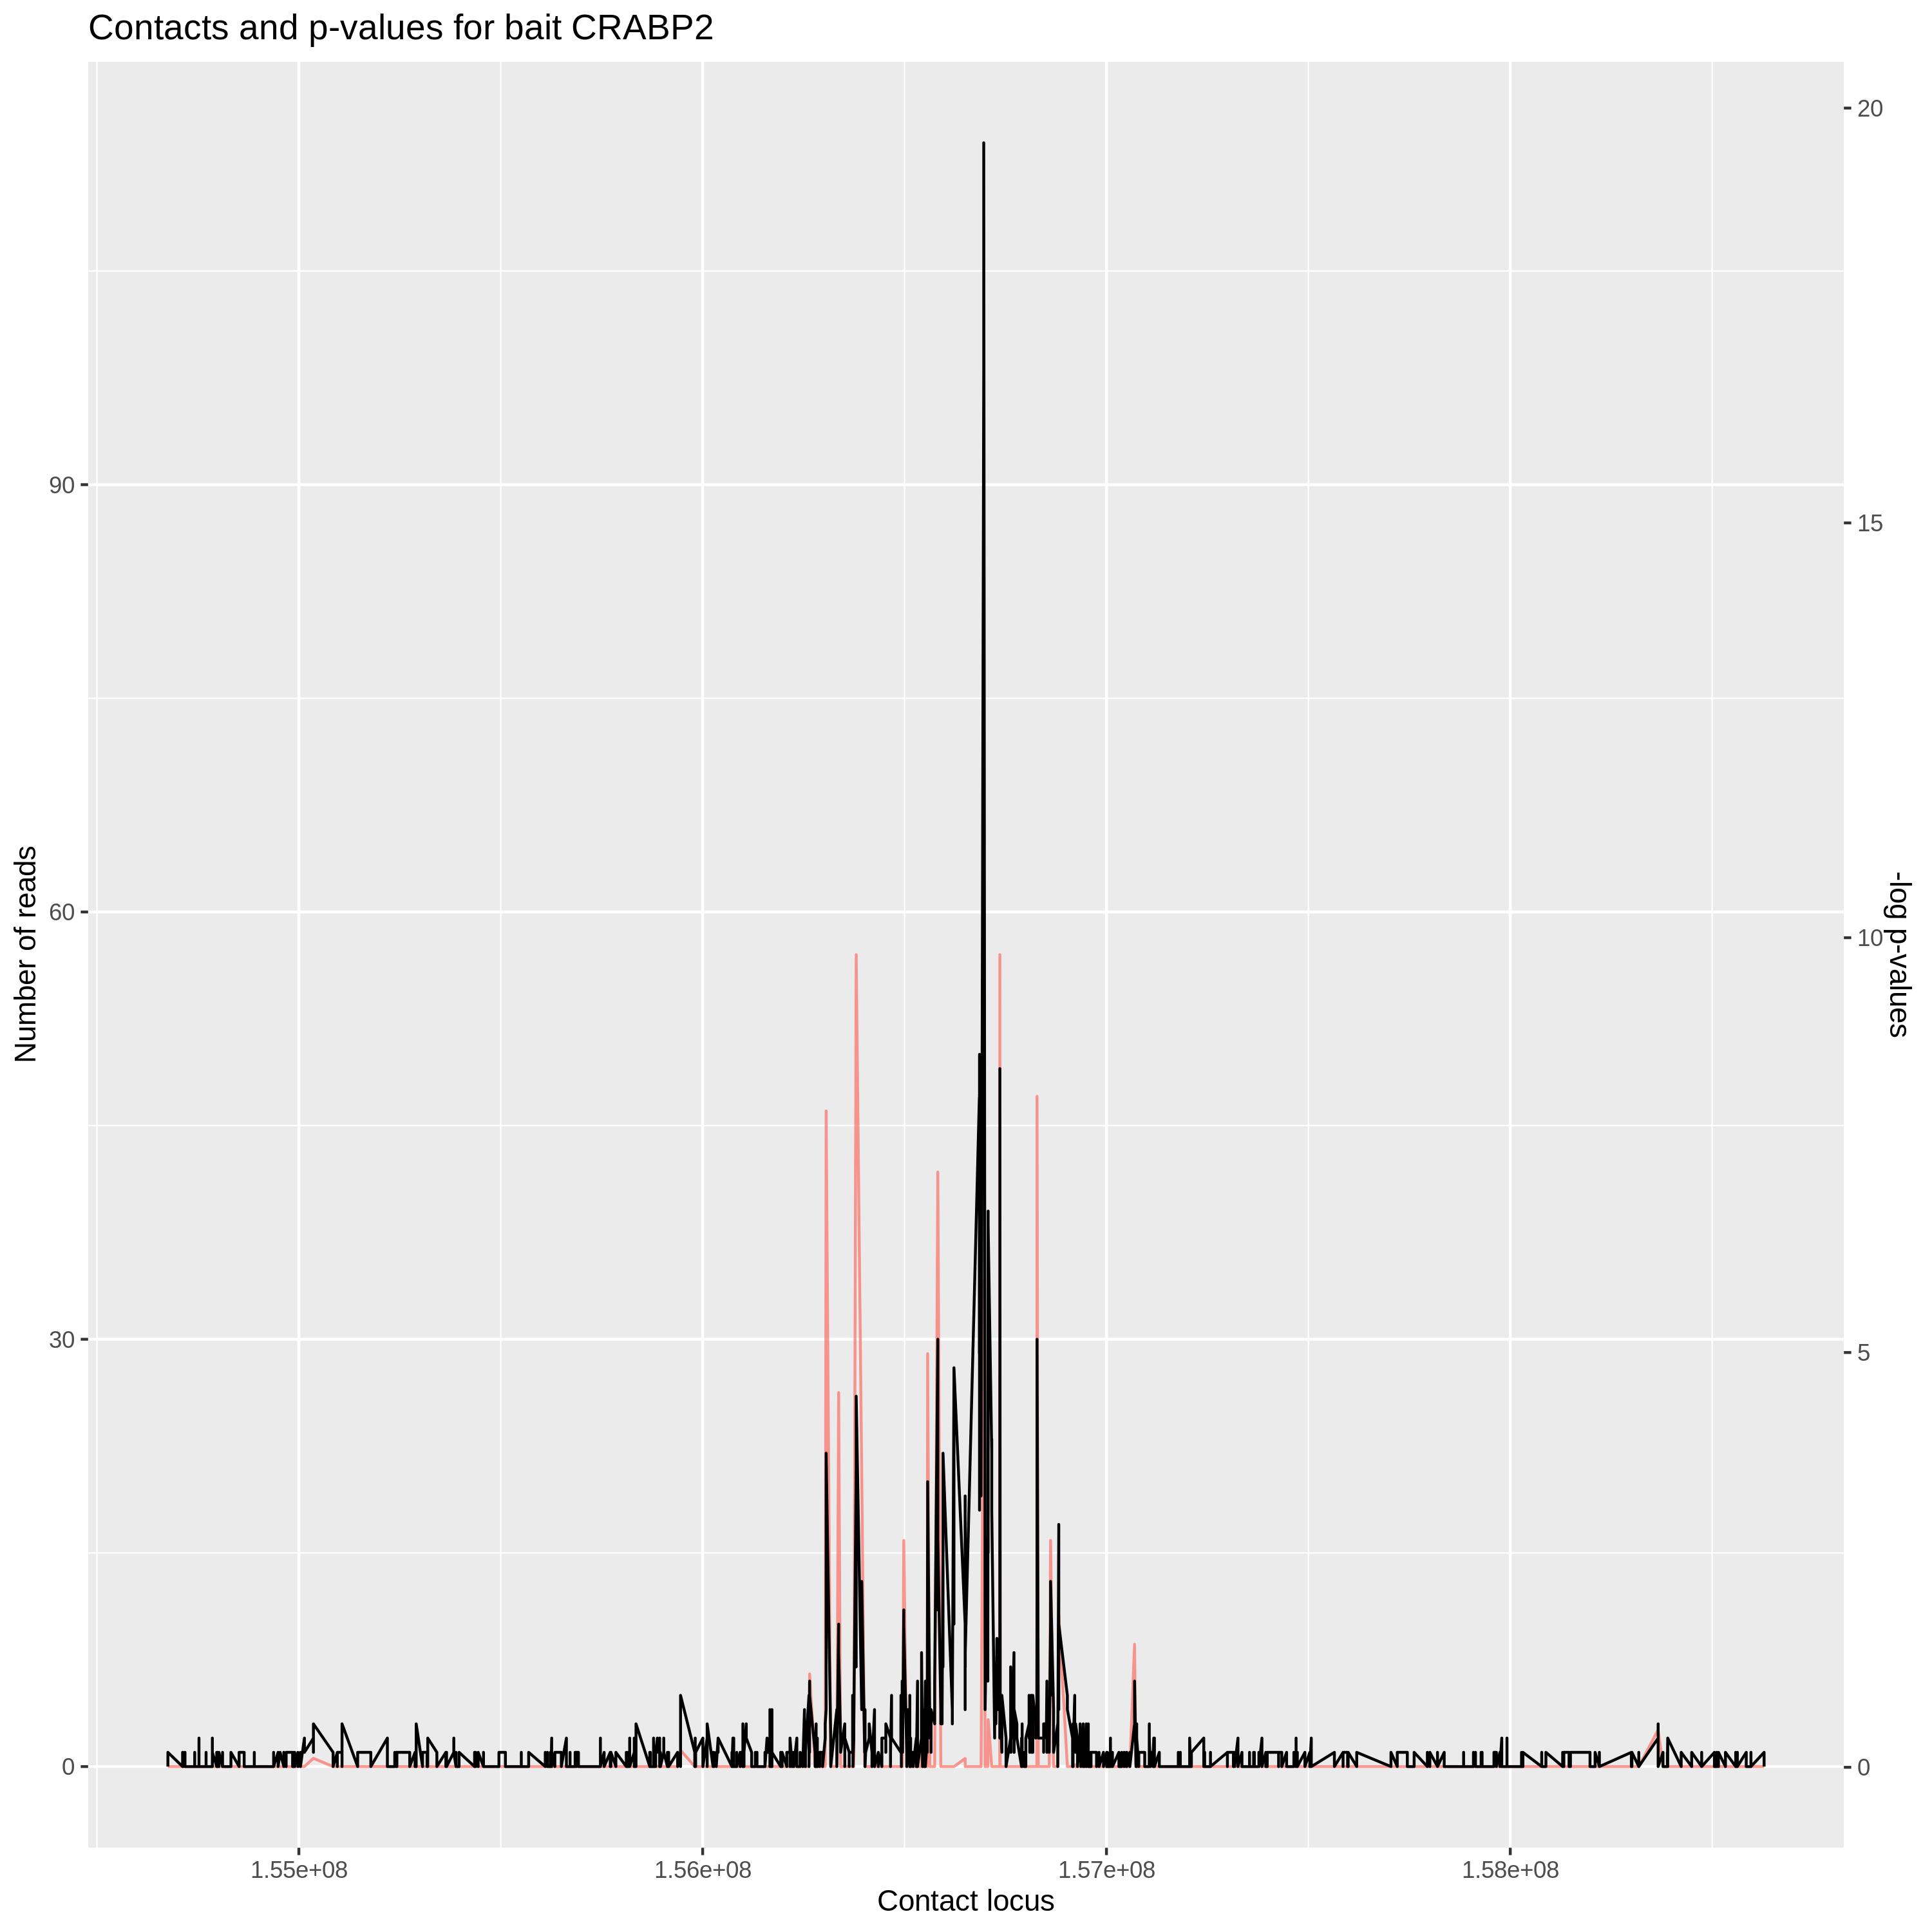 Contacts and p-values for bait CRABP2
20
90
15
60
10
30
5
0
0
Number of reads
-log p-values
1.55e+08
1.56e+08
1.57e+08
1.58e+08
Contact locus